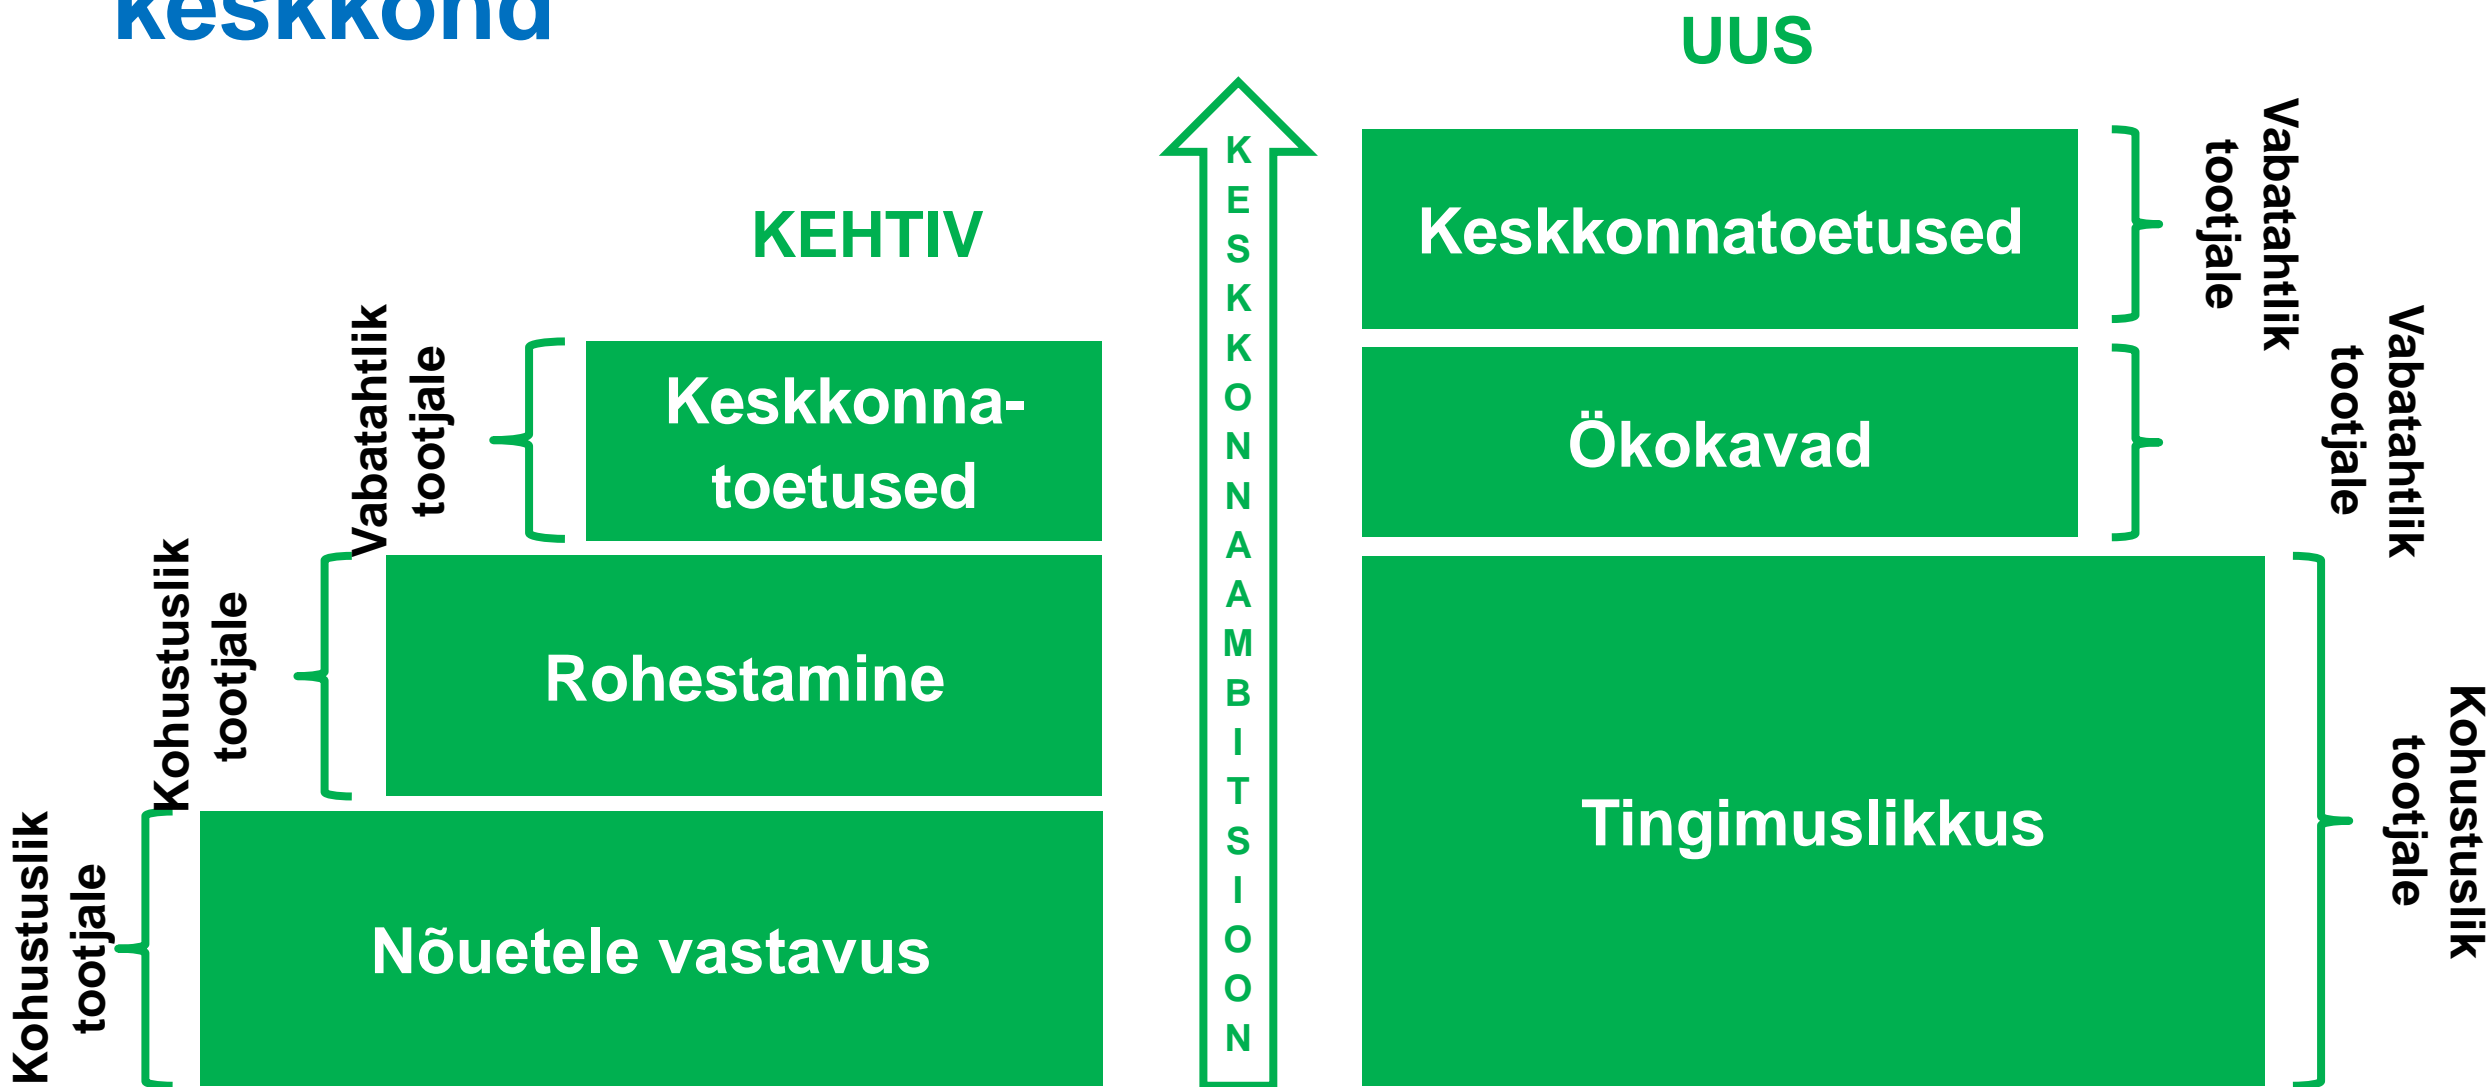 keskkond
UUS
KEHTIV
Vabatahtlik
tootjale
Keskkonna-
toetused
Kohustuslik
tootjale
Rohestamine
Kohustuslik
tootjale
Nõuetele vastavus
K
E
S
K
K
O
N
N
A
A
M
B
I
T
S
I
O
O
N
Keskkonnatoetused
Vabatahtlik
tootjale
Ökokavad
Vabatahtlik
tootjale
Tingimuslikkus
Kohustuslik
tootjale